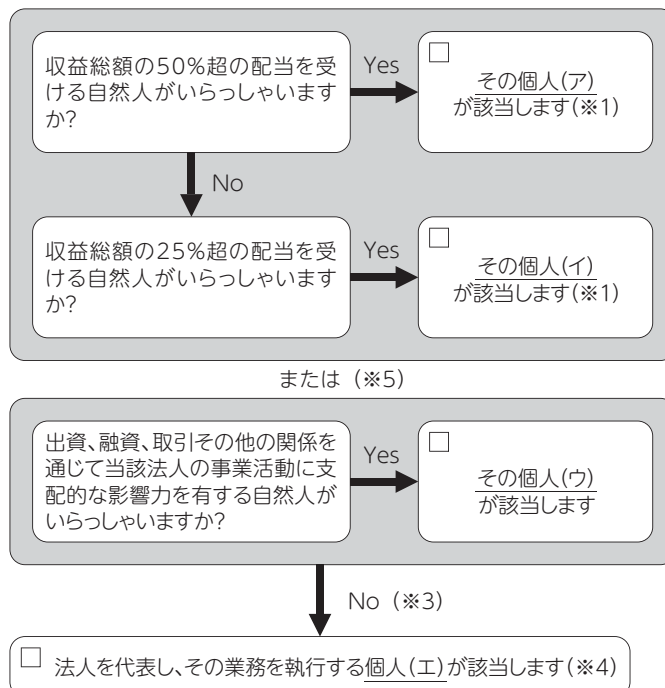 収益総額の50%超の配当を受
ける自然人がいらっしゃいます
か?
Yes
□
その個人(ア)
が該当します(※1)
No
収益総額の25%超の配当を受
ける自然人がいらっしゃいます
か?
Yes
□
その個人(イ)
が該当します(※1)
または (※5)
出資、融資、取引その他の関係を
通じて当該法人の事業活動に支
配的な影響力を有する自然人が
いらっしゃいますか?
Yes
□
その個人(ウ)
が該当します
No (※3)
□ 法人を代表し、その業務を執行する個人(エ)が該当します(※4)